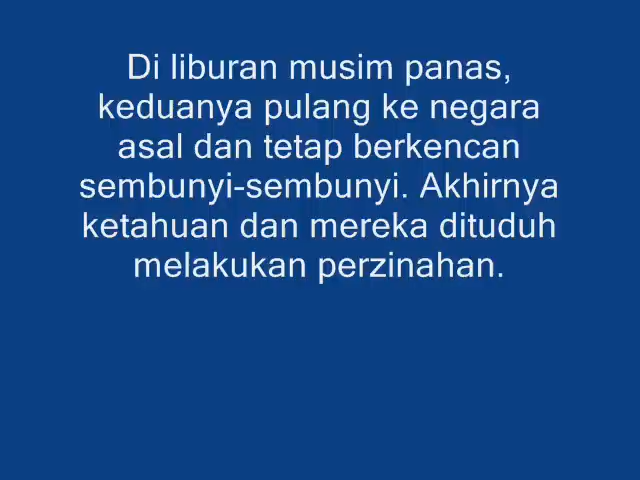 Di liburan musim panas,
keduanya pulang ke negara
asal dan tetap berkencan
sembunyi-sembunyi. Akhirnya
ketahuan dan mereka dituduh
melakukan perzinahan.